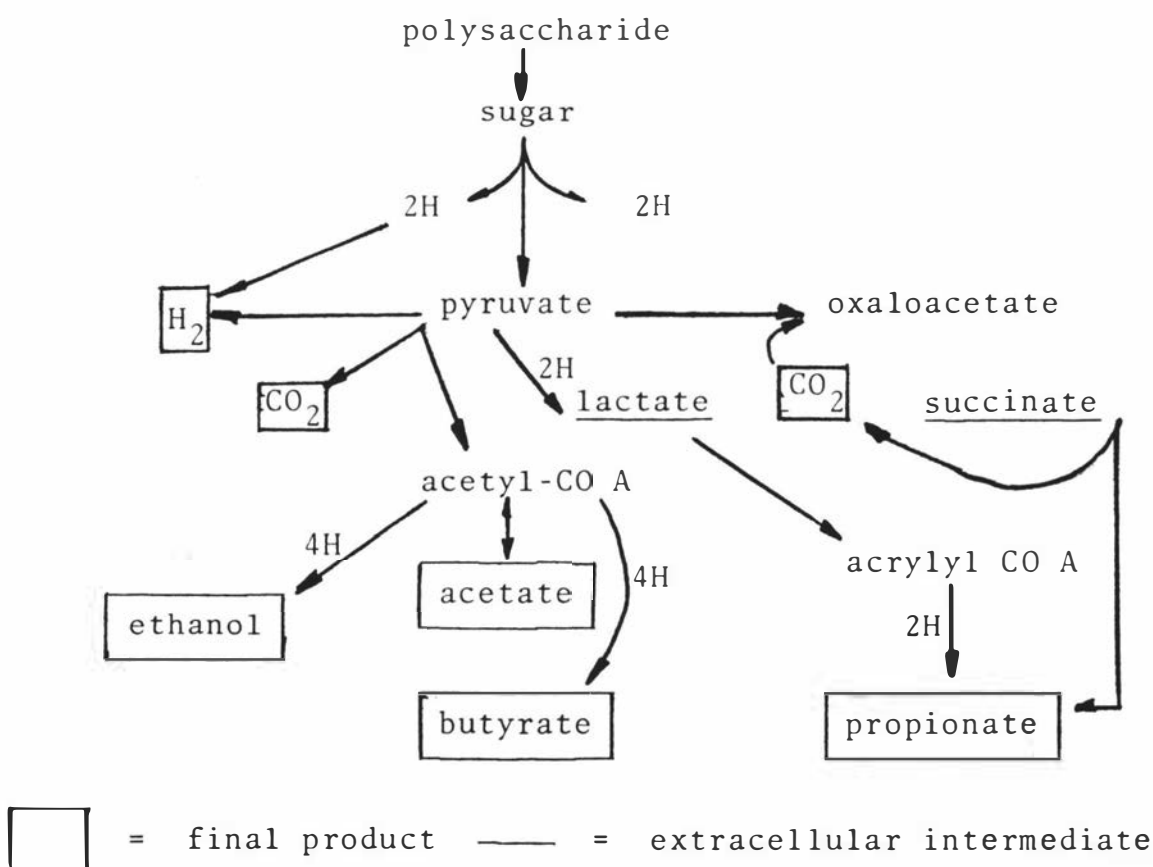 polysaccharide
sugar
2H 2H
H2
pyruvate
oxaloacetate
2H
CO2
lactate
CO2
succinate
acetyl-CO A
4H
acetate
4H
acrylyl CO A
ethanol
2H
butyrate
propionate
= final product = extracellular intermediate